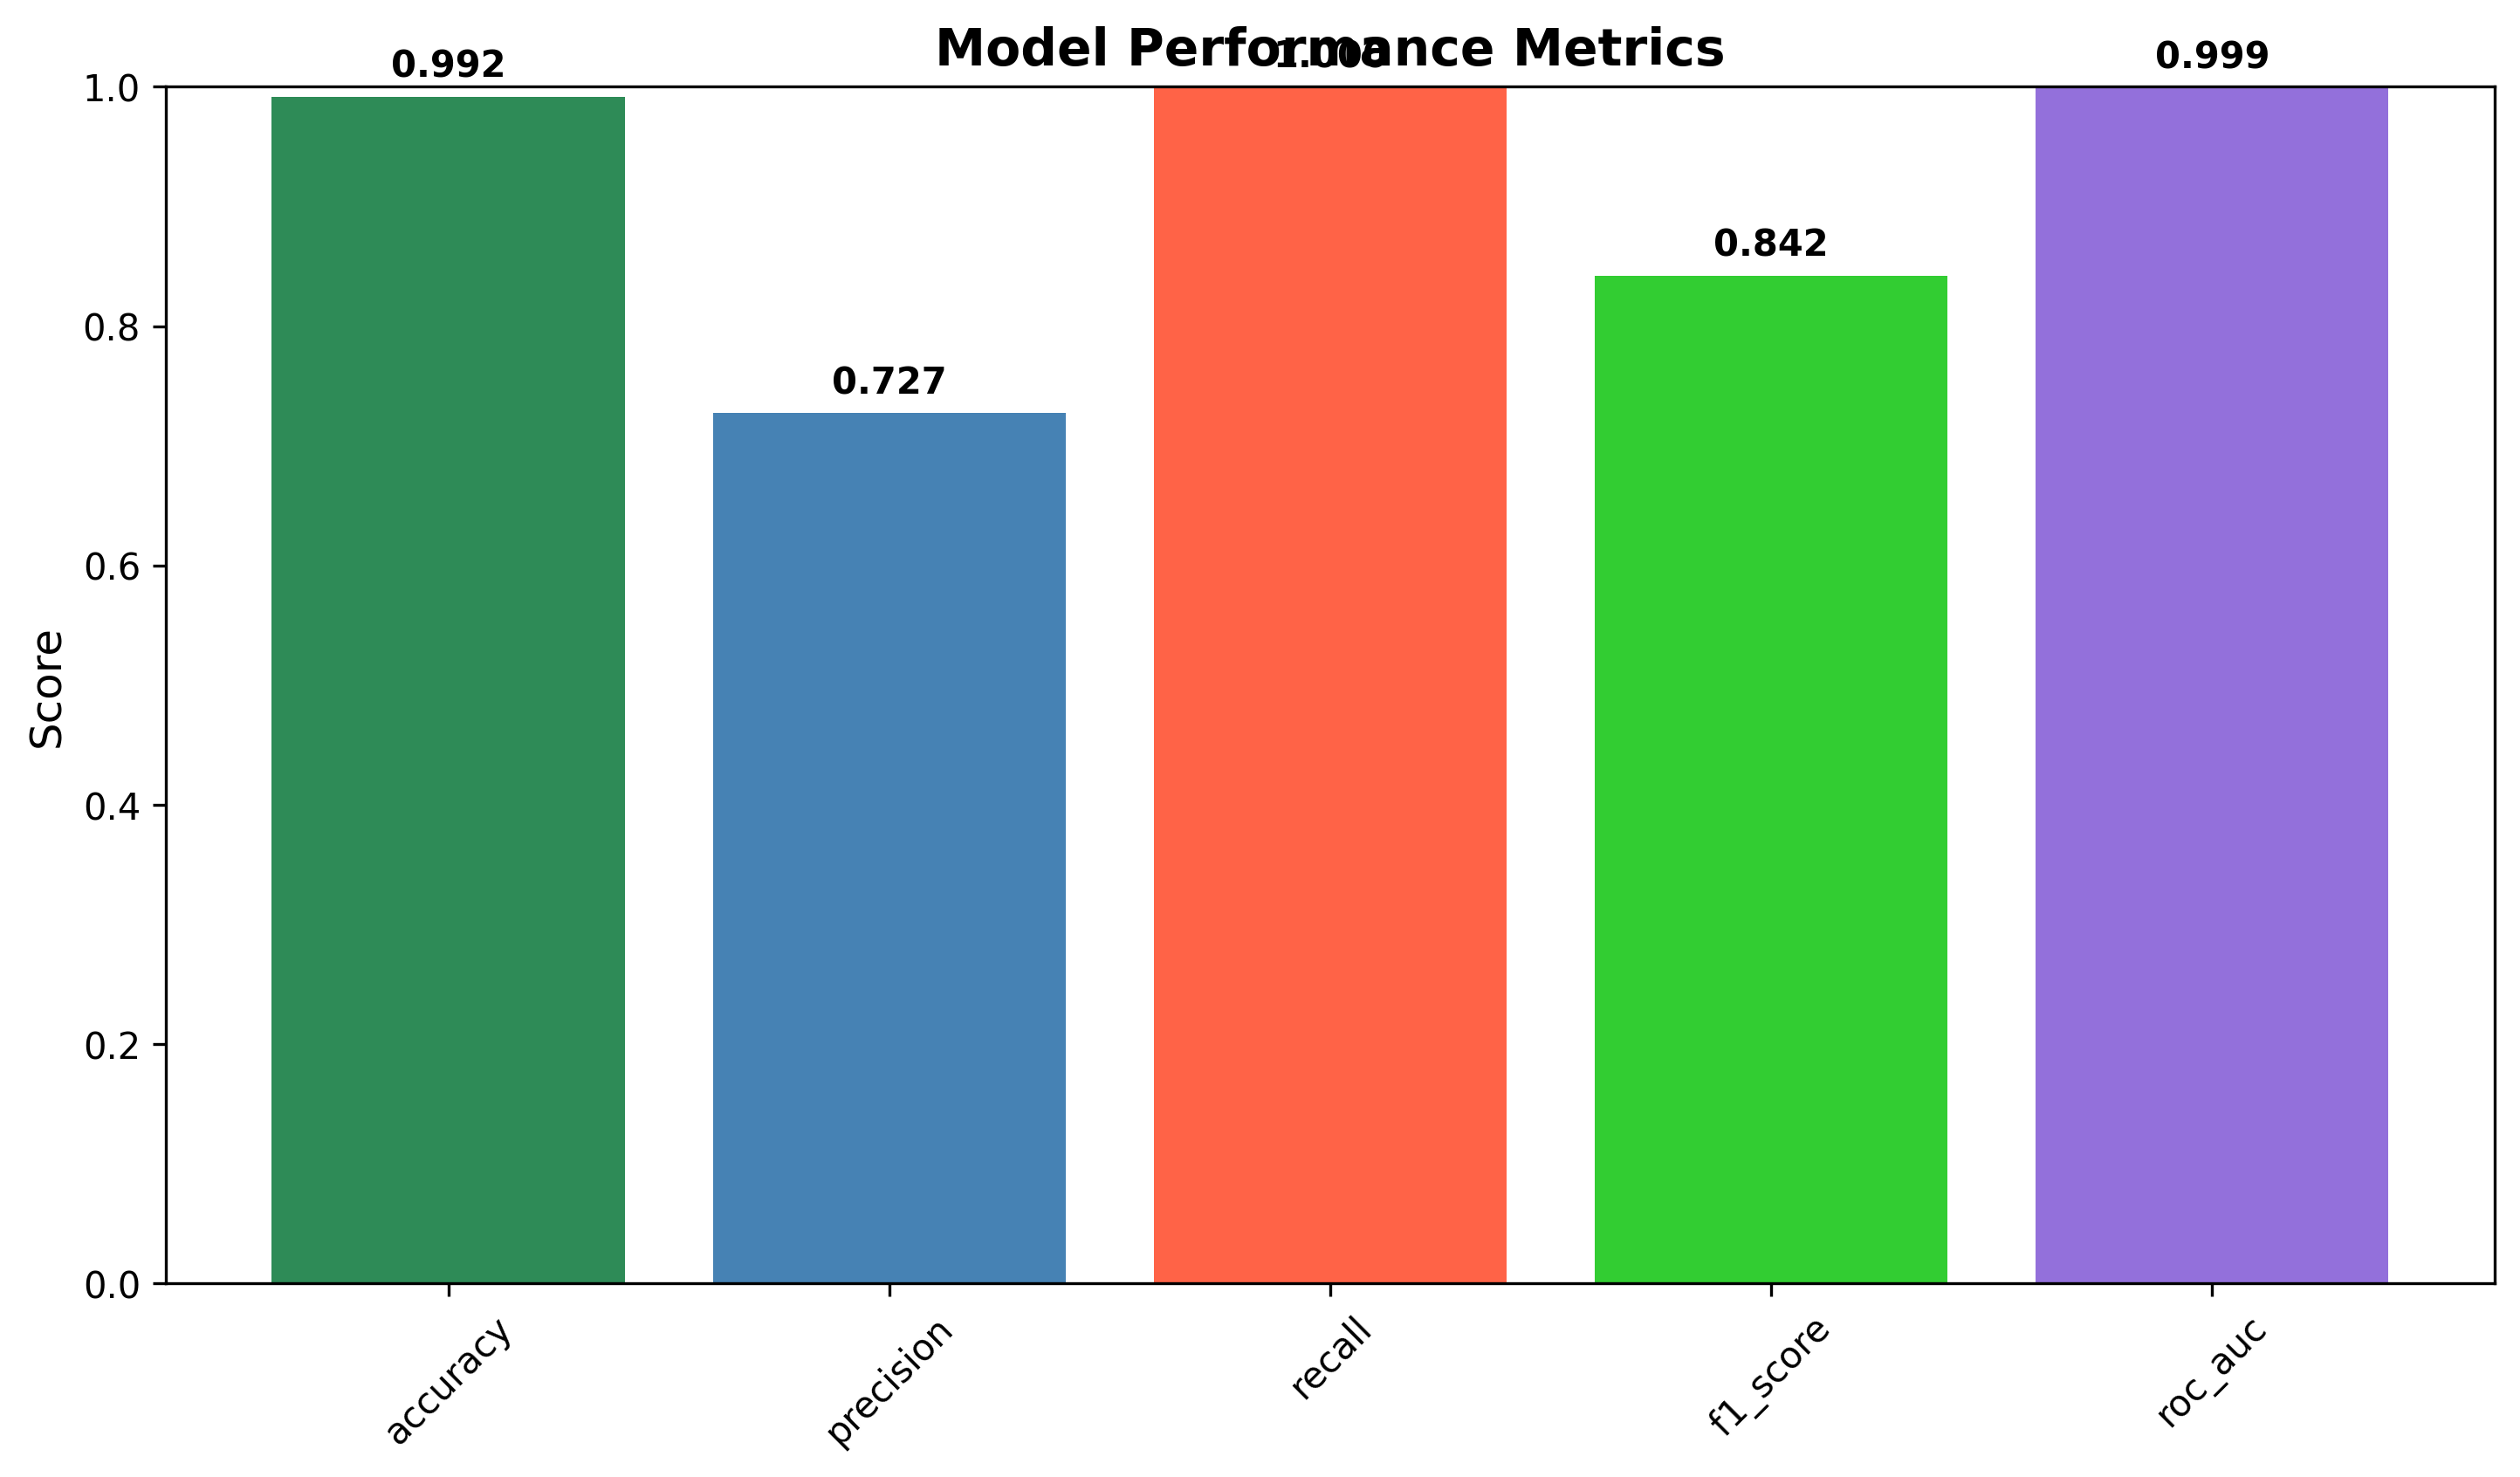 Model Performance Metrics
0.992
0.999
1.0
0.842
0.8
0.727
0.6
Score
0.4
0.2
0.0
accuracy
precision
recall
f1_score
roc_auc